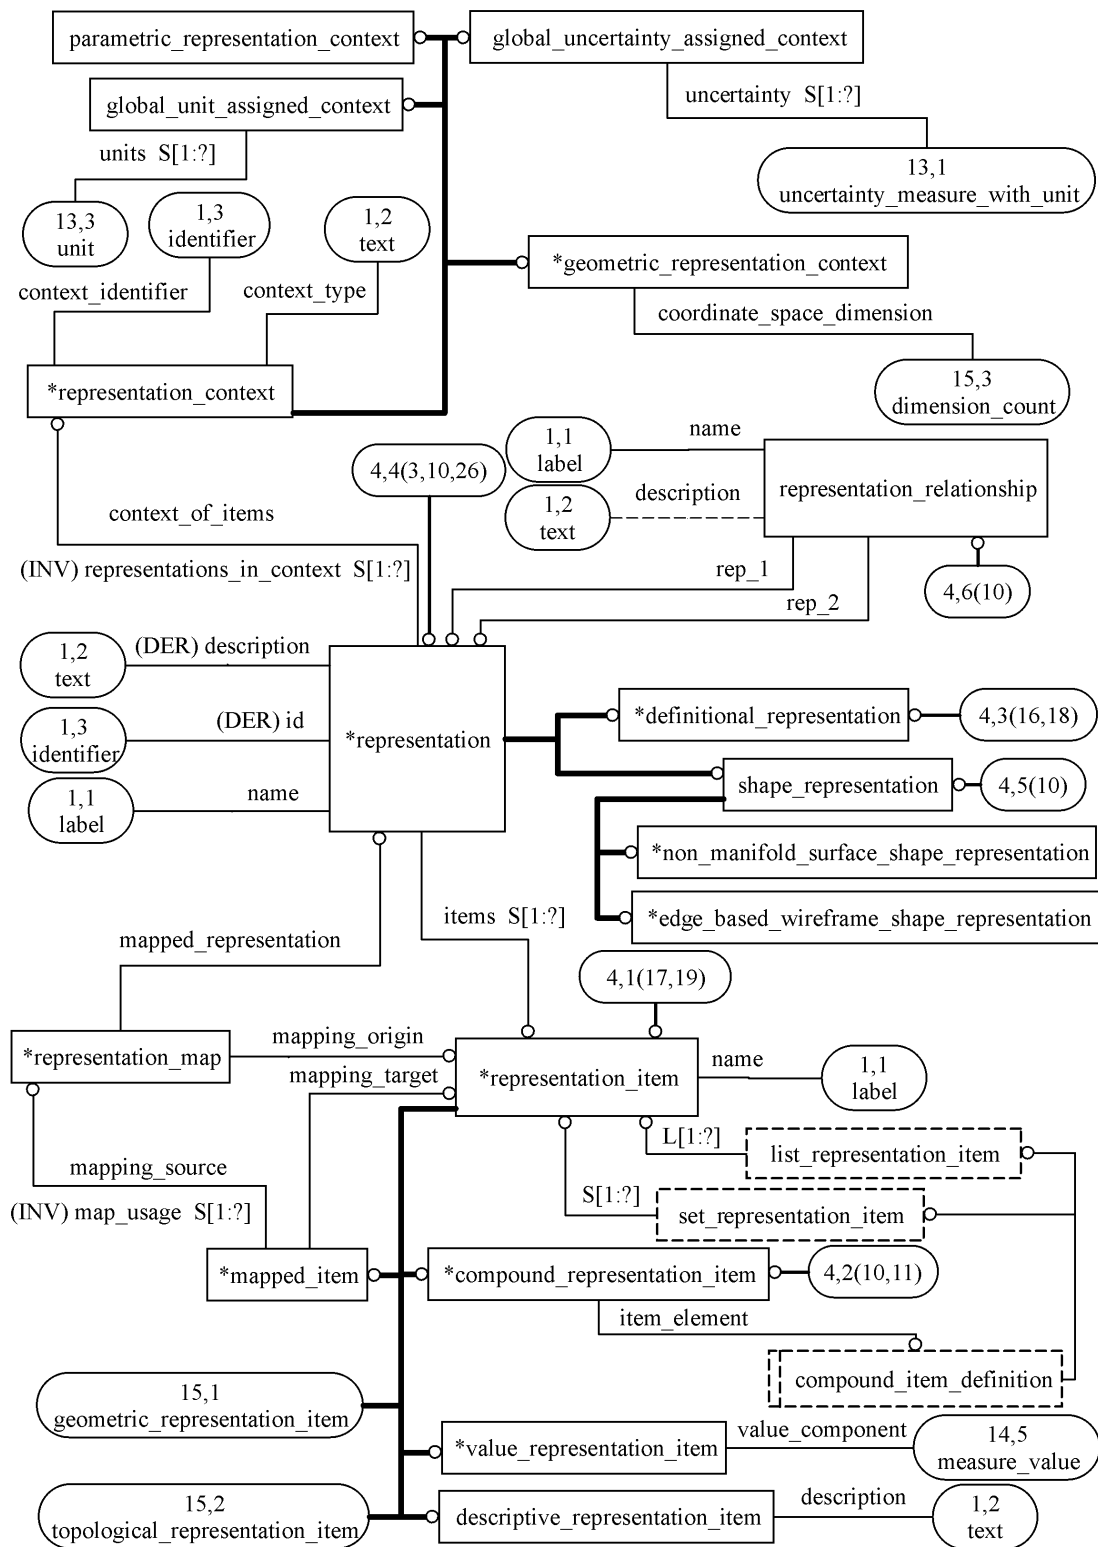 parametric_representation_context
global_uncertainty_assigned_context
uncertainty S[1:?]
global_unit_assigned_context
units S[1:?]
13,1
uncertainty_measure_with_unit
13,3
unit
1,3
identifier
1,2
text
*geometric_representation_context
context_identifier
context_type
coordinate_space_dimension
*representation_context
15,3
dimension_count
1,1
label
name
4,4(3,10,26)
representation_relationship
description
1,2
text
context_of_items
(INV) representations_in_context S[1:?]
rep_1
4,6(10)
rep_2
1,2
text
(DER) description
*definitional_representation
4,3(16,18)
1,3
identifier
(DER) id
*representation
shape_representation
4,5(10)
1,1
label
name
*non_manifold_surface_shape_representation
items S[1:?]
*edge_based_wireframe_shape_representation
mapped_representation
4,1(17,19)
*representation_map
mapping_origin
mapping_target
*representation_item
name
1,1
label
L[1:?]
list_representation_item
mapping_source
(INV) map_usage S[1:?]
S[1:?]
set_representation_item
*mapped_item
*compound_representation_item
4,2(10,11)
item_element
compound_item_definition
15,1
geometric_representation_item
*value_representation_item
value_component
14,5
measure_value
15,2
topological_representation_item
descriptive_representation_item
description
1,2
text